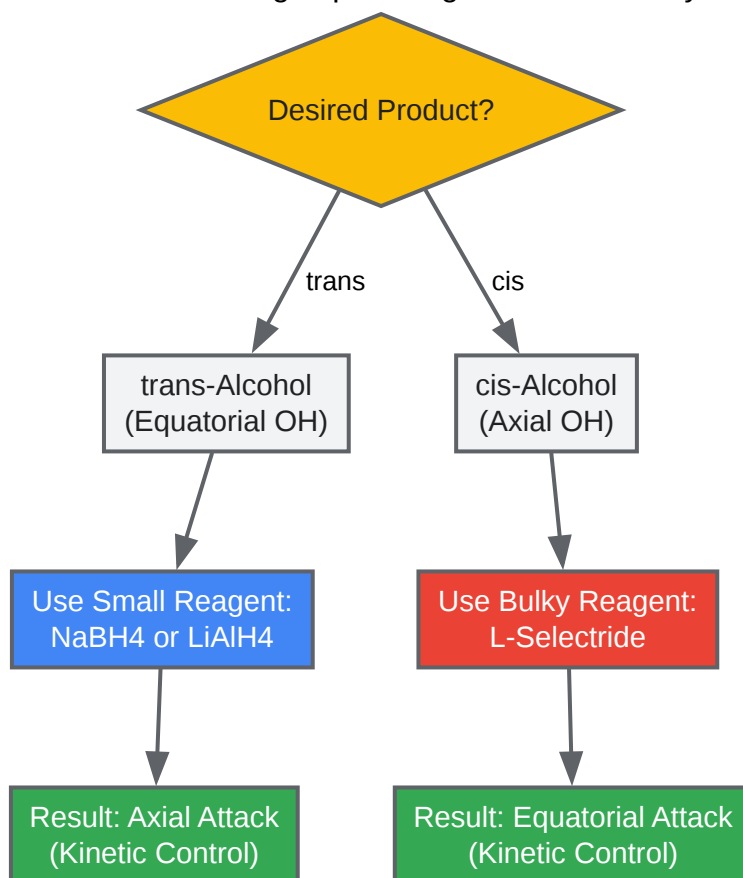 Desired Product?
trans
cis
trans-Alcohol
(Equatorial OH)
cis-Alcohol
(Axial OH)
Use Small Reagent:
NaBH4 or LiAlH4
Use Bulky Reagent:
L-Selectride
Result: Axial Attack
(Kinetic Control)
Result: Equatorial Attack
(Kinetic Control)